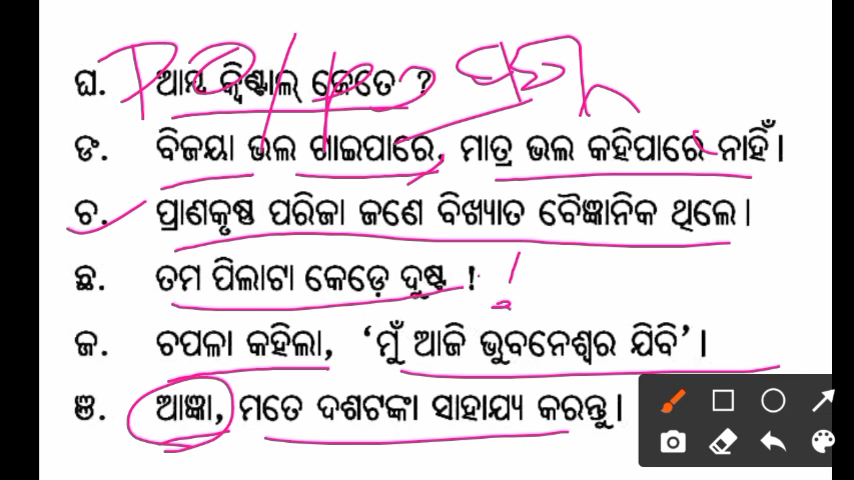 ଘ. ଆମ୍ଭ କ୍ୱିଣ୍ଟାଲ୍ କେତେ ?
ଙ. ବିଜୟା ଭଲ ଗାଇପାରେ, ମାତ୍ର ଭଲ କହିପାରେ ନାହିଁ।
ଚ. ପ୍ରାଣକୃଷ୍ଣ ପରିଜା ଜଣେ ବିଖ୍ୟାତ ବୈଜ୍ଞାନିକ ଥିଲେ।
ଛ. ତମ ପିଲାଟା କେଡ଼େ ଦୁଷ୍ଟ ! !
ଜ. ଚପଳା କହିଲା, ‘ମୁଁ ଆଜି ଭୁବନେଶ୍ୱର ଯିବି’।
ଞ. ଆଜ୍ଞା, ମତେ ଦଶଟଙ୍କା ସାହାଯ୍ୟ କରନ୍ତୁ।